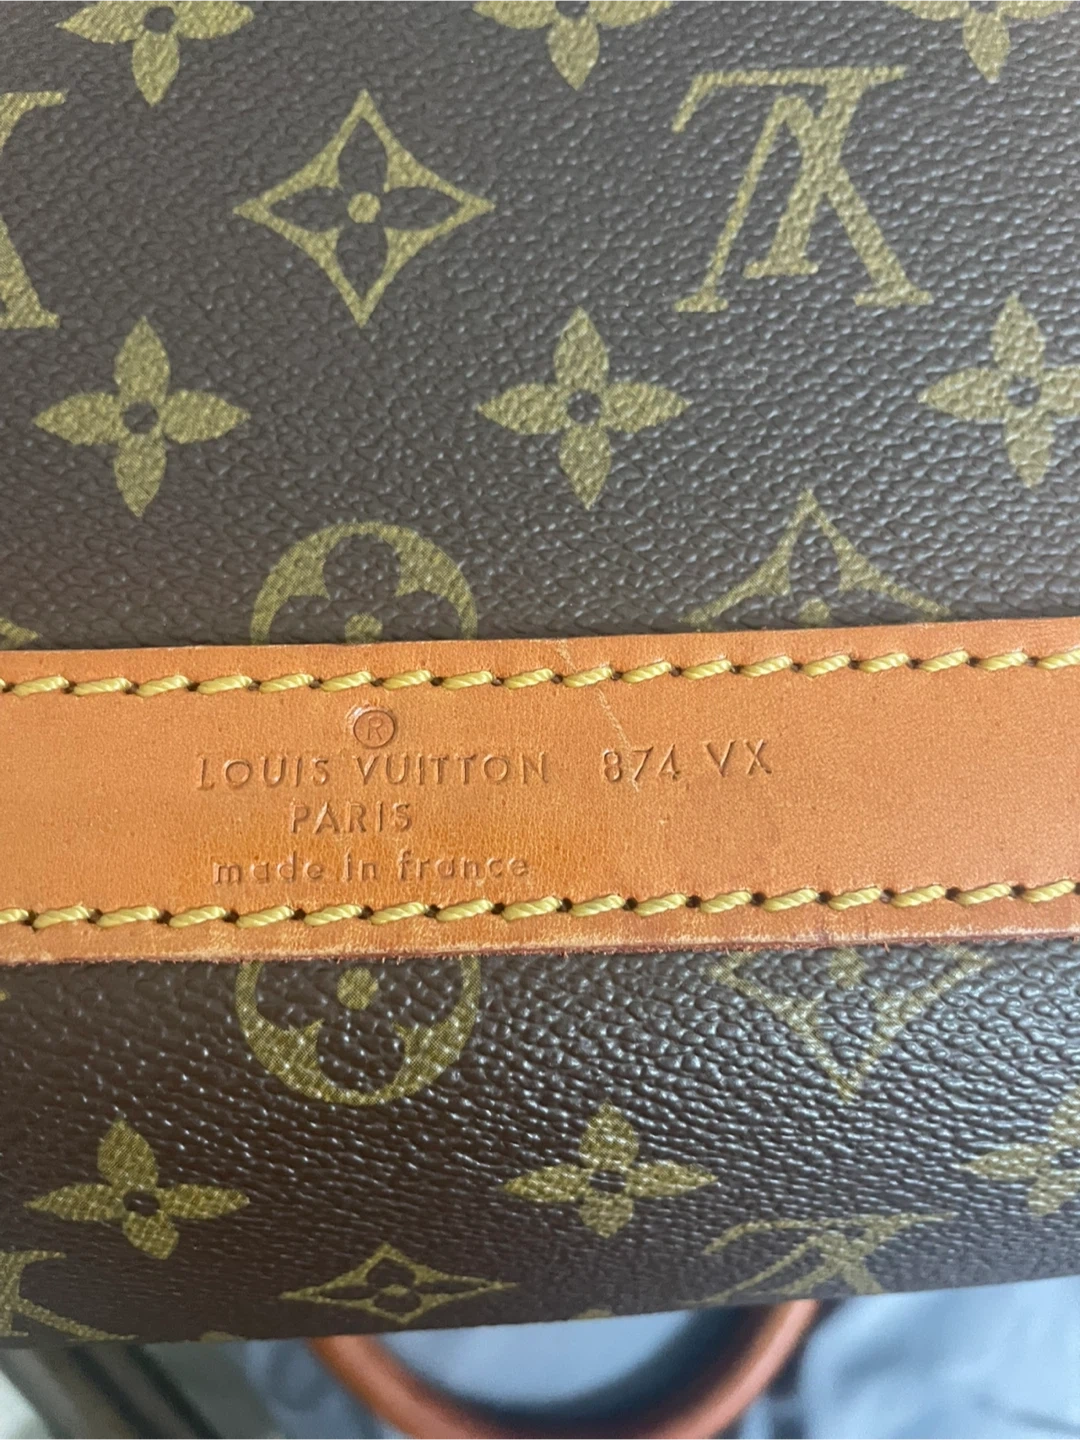 ®
LOUIS VUITTON 874 VX
PARIS
made in france